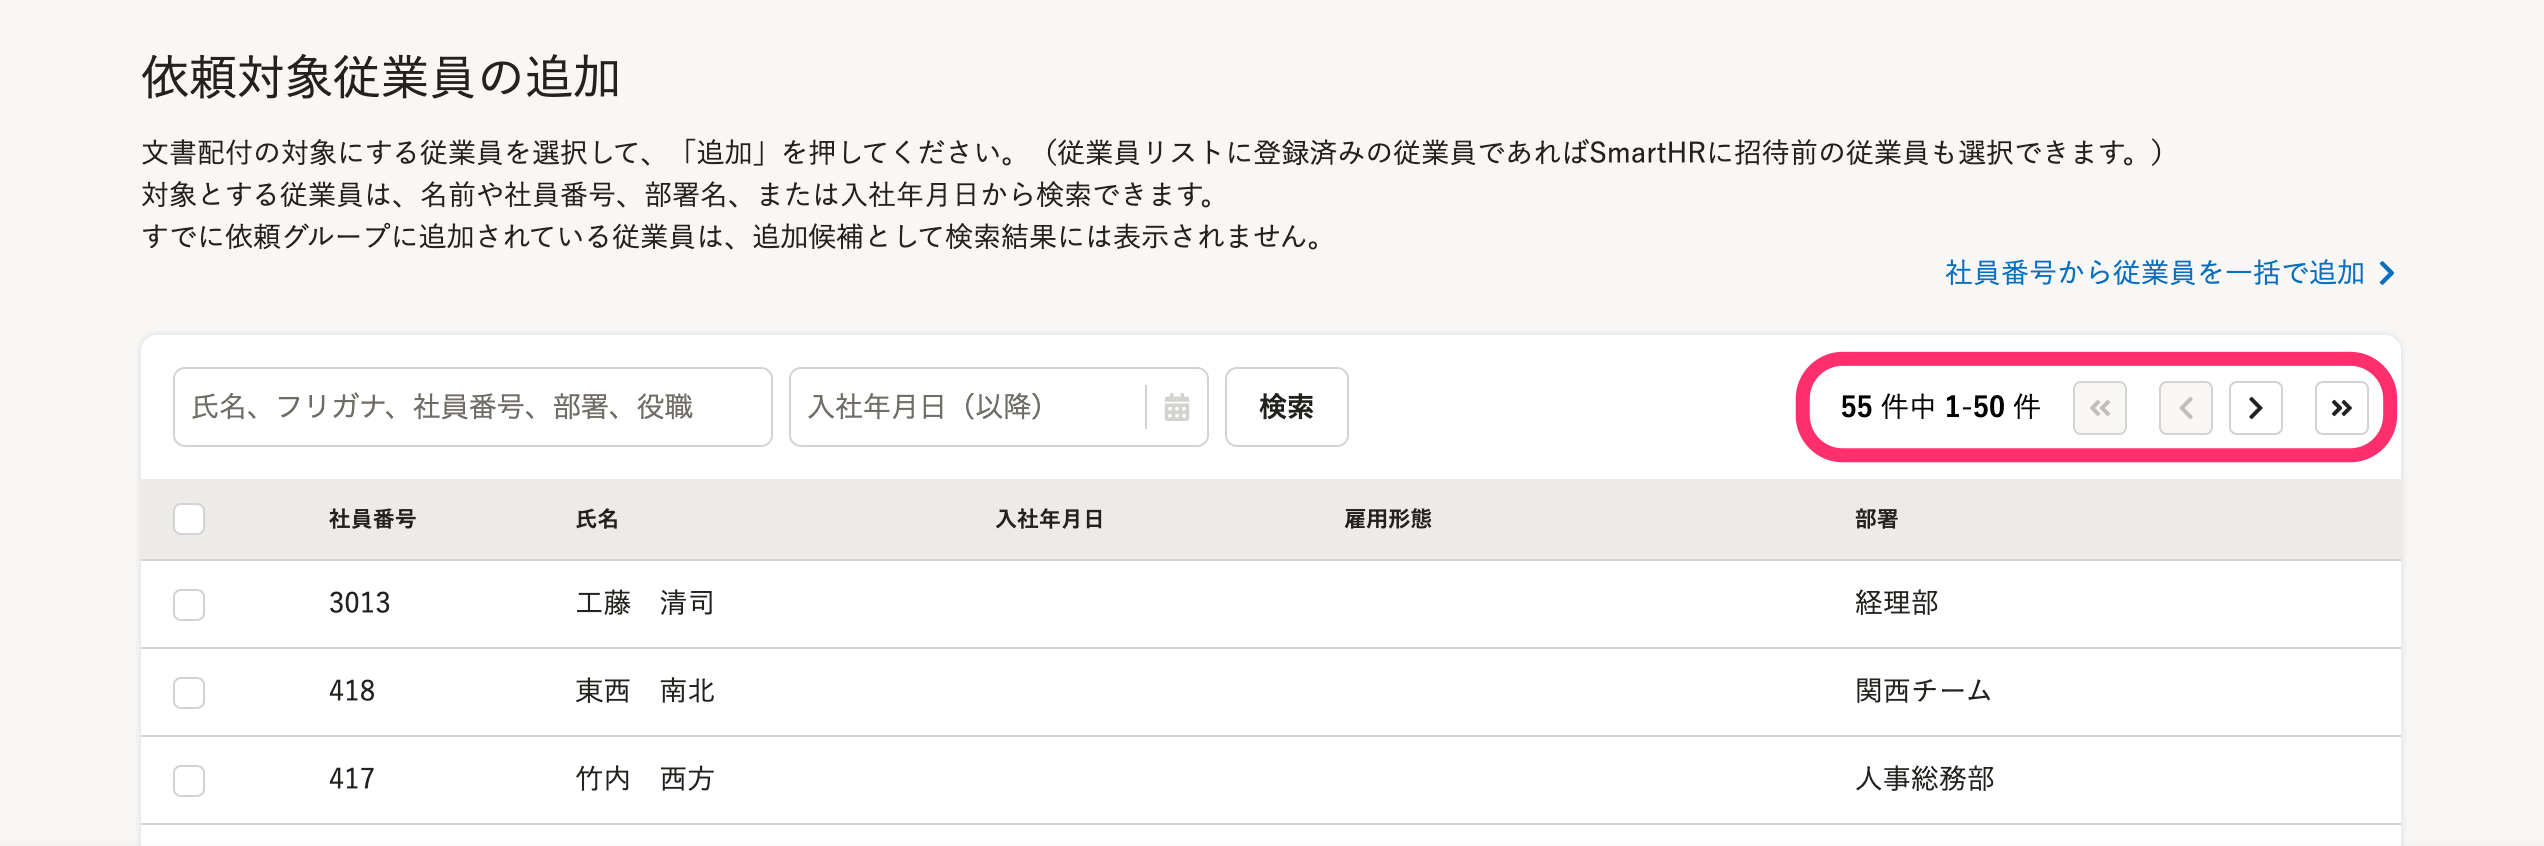 依頼対象従業員の追加
文書配付の対象にする従業員を選択して、「追加」を押してください。（従業員リストに登録済みの従業員であればSmartHRに招待前の従業員も選択できます。）
対象とする従業員は、名前や社員番号、部署名、または入社年月日から検索できます。
すでに依頼グループに追加されている従業員は、追加候補として検索結果には表示されません。
社員番号から従業員を一括で追加
氏名、フリガナ、社員番号、部署、役職 入社年月日（以降） 検索 55 件中 1-50 件
社員番号 氏名 入社年月日 雇用形態 部署
3013 工藤　清司 経理部
418 東西　南北 関西チーム
417 竹内　西方 人事総務部